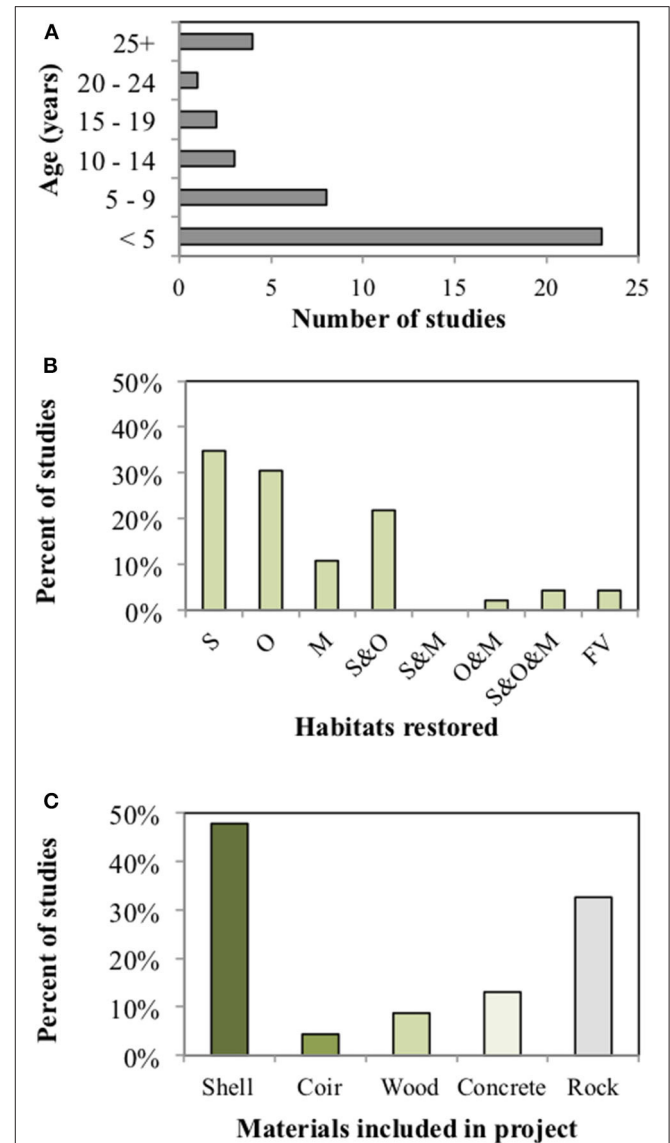 A
Age (years)
25+
20 - 24
15 - 19
10 - 14
5 - 9
< 5
0 5 10 15 20 25
Number of studies
B
Percent of studies
50%
40%
30%
20%
10%
0%
S O M S&O S&M O&M S&O&M FV
Habitats restored
C
Percent of studies
50%
40%
30%
20%
10%
0%
Shell Coir Wood Concrete Rock
Materials included in project